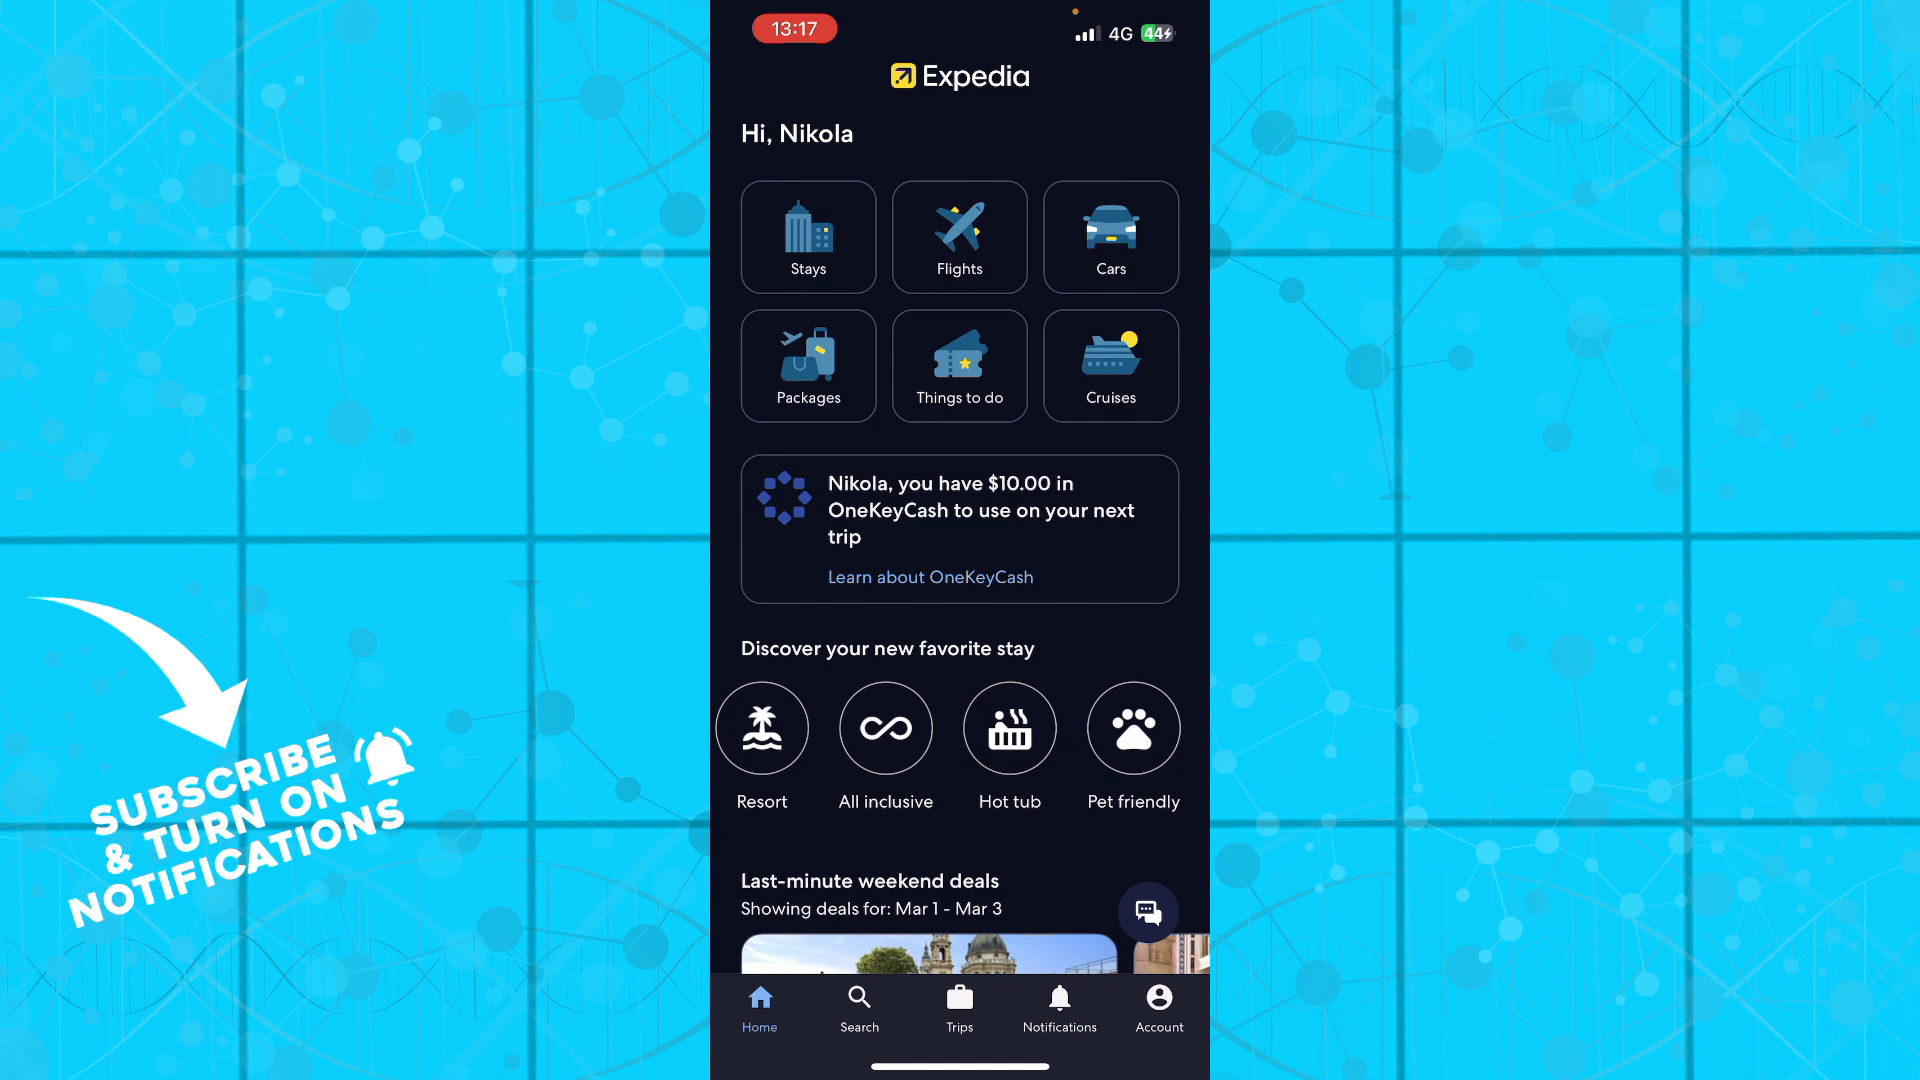 13:17
4G 44
Expedia
Hi, Nikola
Stays
Flights
Cars
Packages
Things to do
Cruises
Nikola, you have $10.00 in
OneKeyCash to use on your next
trip
Learn about OneKeyCash
Discover your new favorite stay
Resort
All inclusive
Hot tub
Pet friendly
Last-minute weekend deals
Showing deals for: Mar 1 - Mar 3
Home
Search
Trips
Notifications
Account
SUBSCRIBE
& TURN ON
NOTIFICATIONS